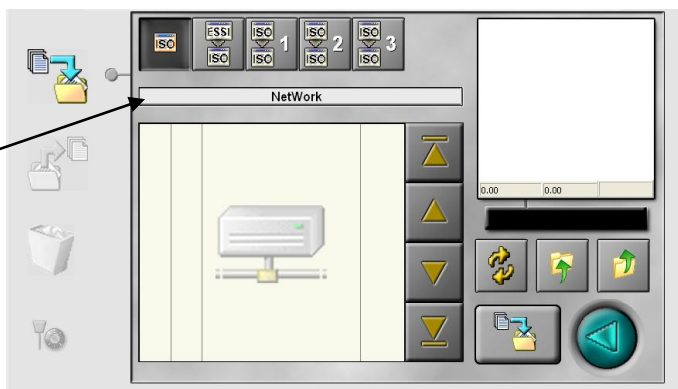 ISO
ESSI ISO
ISO ISO 1
ISO ISO 2
ISO ISO 3
NetWork
0.00 0.00